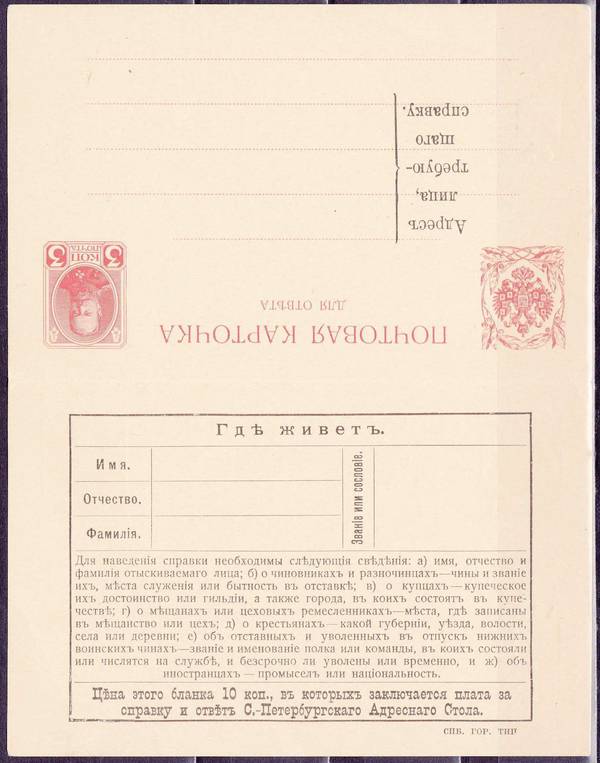 ПОЧТОВАЯ КАРТОЧКА
ДЛЯ ОТВѢТА
3 КОП 3
ПОЧТА
Адресъ
лица,
требую-
щаго
справку.
Гдѣ живетъ.
Имя.
Отчество.
Фамилія.
Званіе или сословіе.
Для наведенія справки необходимы слѣдующія свѣдѣнія: а) имя, отчество и
фамилія отыскиваемаго лица; б) о чиновникахъ и разночинцахъ—чины и званіе
ихъ, мѣста служенія или бытность въ отставкѣ; в) о купцахъ—купеческое
ихъ достоинство или гильдіи, а также города, въ коихъ состоятъ въ купе-
чествѣ; г) о мѣщанахъ или цеховыхъ ремесленникахъ—мѣста, гдѣ записаны
въ мѣщанство или цехъ; д) о крестьянахъ—какой губерніи, уѣзда, волости,
села или деревни; е) объ отставныхъ и уволенныхъ въ отпускъ нижнихъ
воинскихъ чинахъ—званіе и именованіе полка или команды, въ коихъ состояли
или числятся на службѣ, и безсрочно ли уволены или временно, и ж) объ
иностранцахъ—промыселъ или національность.
Цѣна этого бланка 10 коп., въ которыхъ заключается плата за
справку и отвѣтъ С.-Петербургскаго Адреснаго Стола.
СПБ. ГОР. ТИП